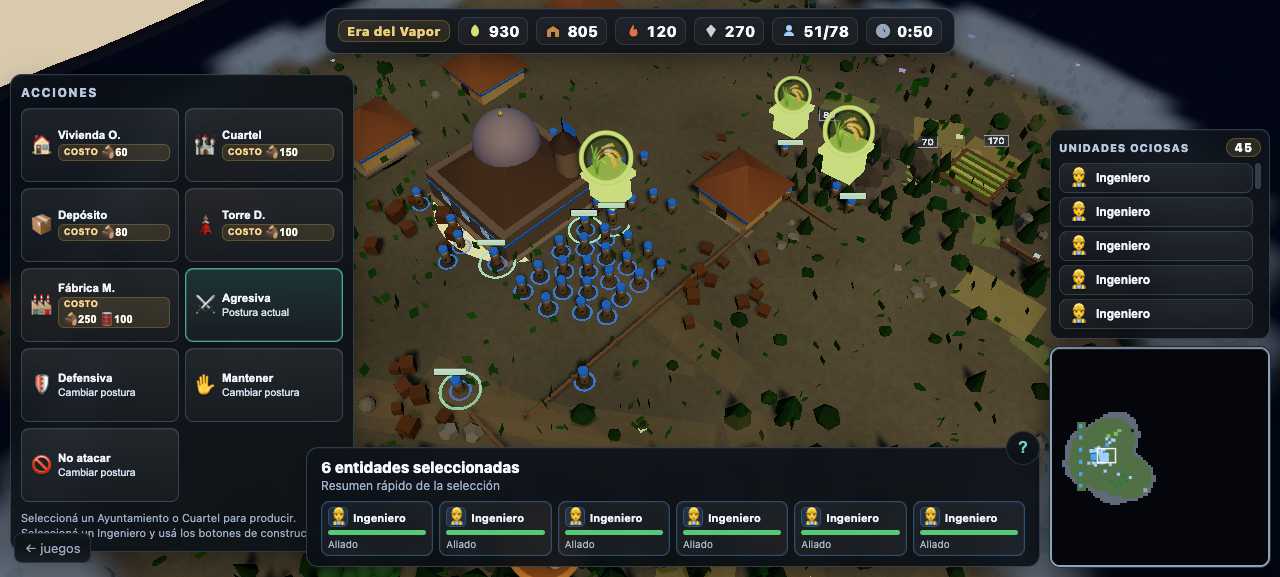 Era del Vapor 930 805 120 270 51/78 0:50
ACCIONES
Vivienda O.
COSTO 60
Cuartel
COSTO 150
Depósito
COSTO 80
Torre D.
COSTO 100
Fábrica M.
COSTO
250 100
Agresiva
Postura actual
Defensiva
Cambiar postura
Mantener
Cambiar postura
No atacar
Cambiar postura
Seleccioná un Ayuntamiento o Cuartel para producir.
Seleccioná un Ingeniero y usá los botones de construc
← juegos
70
170
UNIDADES OCIOSAS 45
Ingeniero
Ingeniero
Ingeniero
Ingeniero
Ingeniero
?
6 entidades seleccionadas
Resumen rápido de la selección
Ingeniero
Aliado
Ingeniero
Aliado
Ingeniero
Aliado
Ingeniero
Aliado
Ingeniero
Aliado
Ingeniero
Aliado